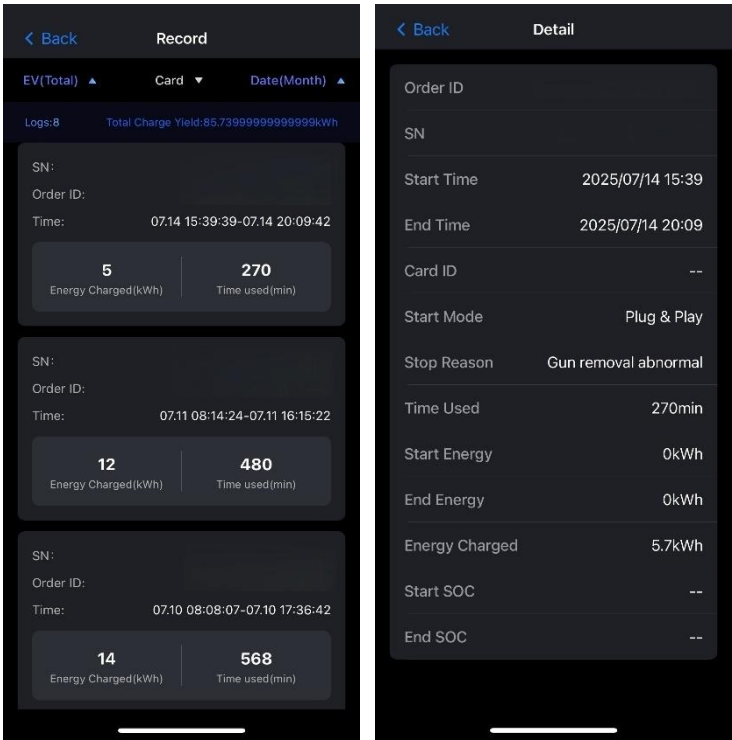 Back Record
EV(Total) ▲ Card ▼ Date(Month) ▲
Logs:8 Total Charge Yield:85.73999999999999kWh
SN:
Order ID:
Time: 07.14 15:39:39-07.14 20:09:42
5 270
Energy Charged(kWh) Time used(min)
SN:
Order ID:
Time: 07.11 08:14:24-07.11 16:15:22
12 480
Energy Charged(kWh) Time used(min)
SN:
Order ID:
Time: 07.10 08:08:07-07.10 17:36:42
14 568
Energy Charged(kWh) Time used(min)
Back Detail
Order ID
SN
Start Time 2025/07/14 15:39
End Time 2025/07/14 20:09
Card ID --
Start Mode Plug & Play
Stop Reason Gun removal abnormal
Time Used 270min
Start Energy 0kWh
End Energy 0kWh
Energy Charged 5.7kWh
Start SOC --
End SOC --